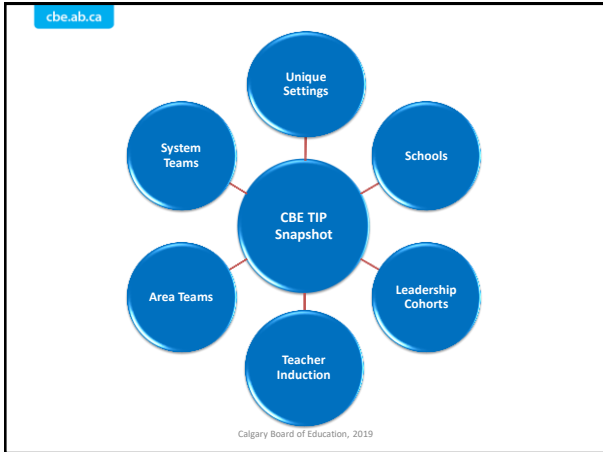 cbe.ab.ca
Unique
Settings
System
Teams
Schools
CBE TIP
Snapshot
Area Teams
Leadership
Cohorts
Teacher
Induction
Calgary Board of Education, 2019